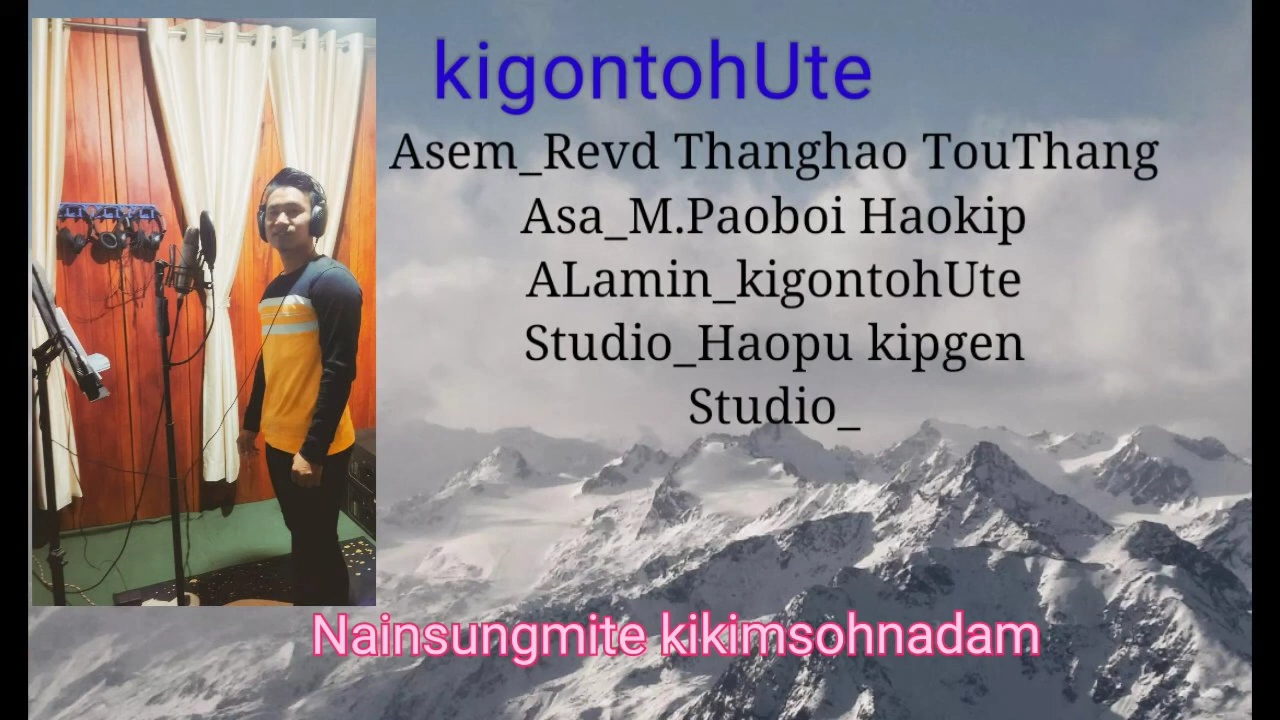 kigontohUte
Asem_Revd Thanghao TouThang
Asa_M.Paoboi Haokip
ALamin_kigontohUte
Studio_Haopu kipgen
Studio_
Nainsungmite kikimsohnadam